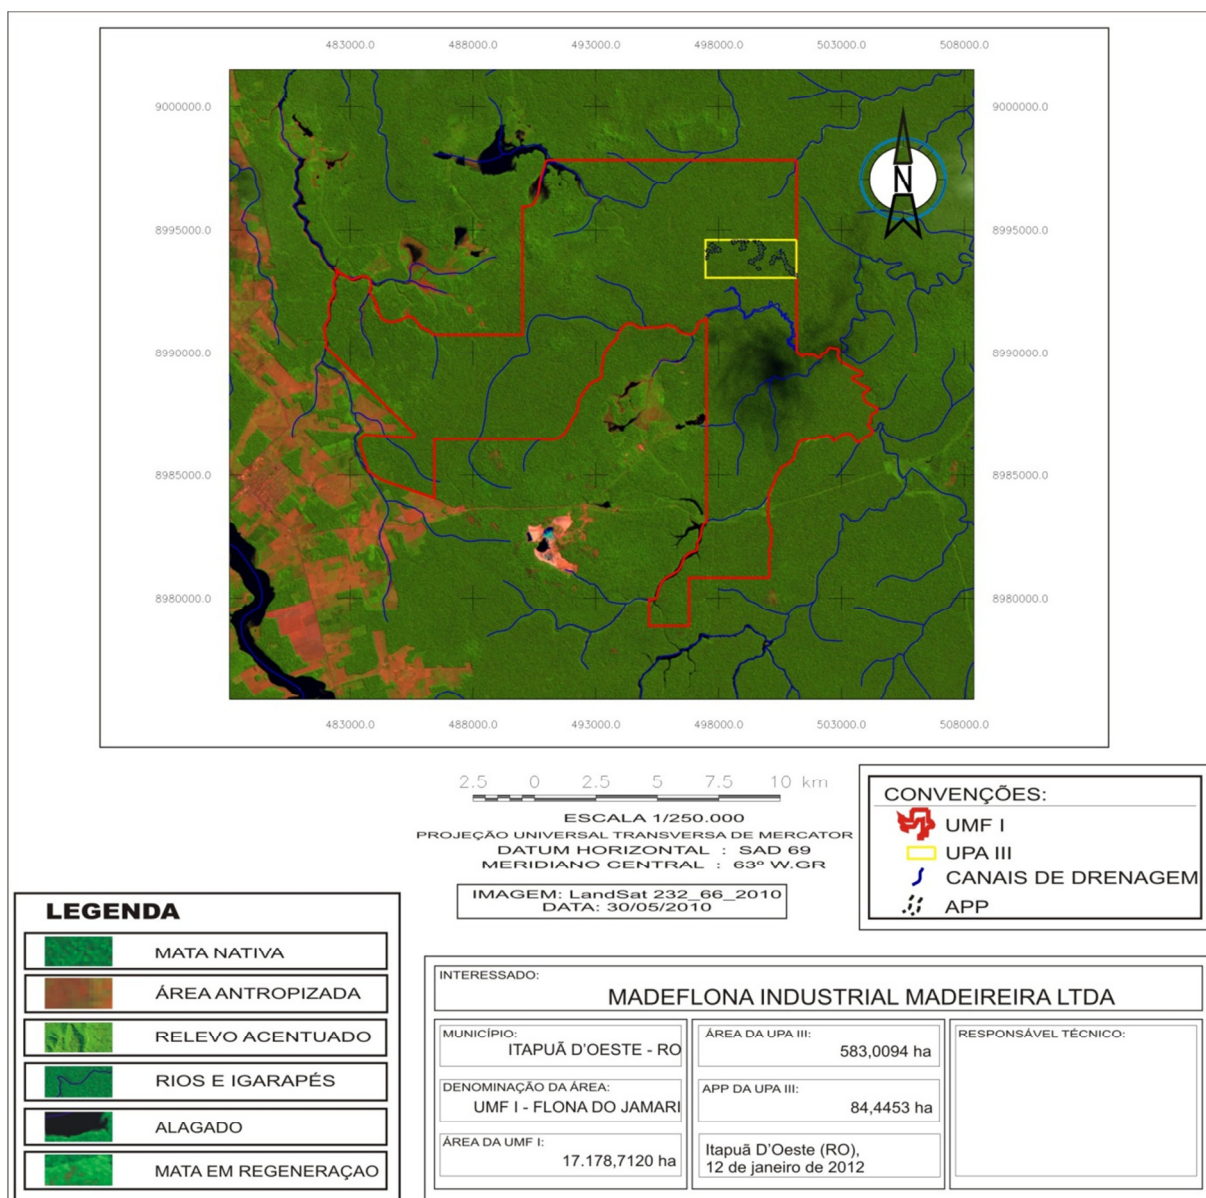 483000.0 488000.0 493000.0 498000.0 503000.0 508000.0
9000000.0 9000000.0
N
8995000.0 8995000.0
8990000.0 8990000.0
8985000.0 8985000.0
8980000.0 8980000.0
483000.0 488000.0 493000.0 498000.0 503000.0 508000.0
2.5 0 2.5 5 7.5 10 km
ESCALA 1/250.000
PROJEÇÃO UNIVERSAL TRANSVERSA DE MERCATOR
DATUM HORIZONTAL : SAD 69
MERIDIANO CENTRAL : 63º W.GR
IMAGEM: LandSat 232_66_2010
DATA: 30/05/2010
CONVENÇÕES:
UMF I
UPA III
CANAIS DE DRENAGEM
APP
LEGENDA
MATA NATIVA
ÁREA ANTROPIZADA
RELEVO ACENTUADO
RIOS E IGARAPÉS
ALAGADO
MATA EM REGENERAÇAO
INTERESSADO:
MADEFLONA INDUSTRIAL MADEIREIRA LTDA
MUNICÍPIO:
ITAPUÃ D'OESTE - RO
DENOMINAÇÃO DA ÁREA:
UMF I - FLONA DO JAMARI
ÁREA DA UMF I:
17.178,7120 ha
ÁREA DA UPA III:
583,0094 ha
APP DA UPA III:
84,4453 ha
Itapuã D'Oeste (RO),
12 de janeiro de 2012
RESPONSÁVEL TÉCNICO: